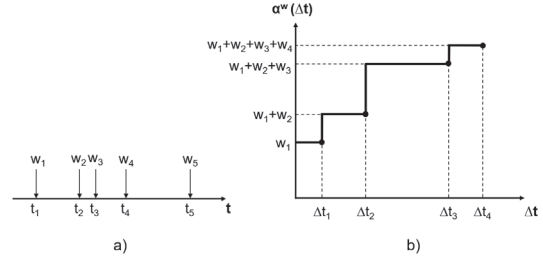 w₁ w₂ w₃ w₄ w₅
t₁ t₂ t₃ t₄ t₅ t
a)
αʷ(Δt)
w₁+w₂+w₃+w₄
w₁+w₂+w₃
w₁+w₂
w₁
Δt₁ Δt₂ Δt₃ Δt₄ Δt
b)